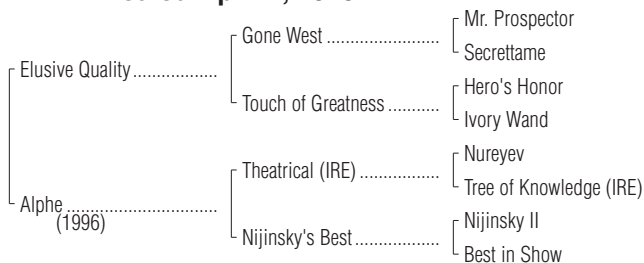 Mr. Prospector
Gone West ........................
Secrettame
Elusive Quality ..................
Hero's Honor
Touch of Greatness ...........
Ivory Wand
Nureyev
Theatrical (IRE) .................
Tree of Knowledge (IRE)
Alphe ................................
(1996)
Nijinsky II
Nijinsky's Best ..................
Best in Show